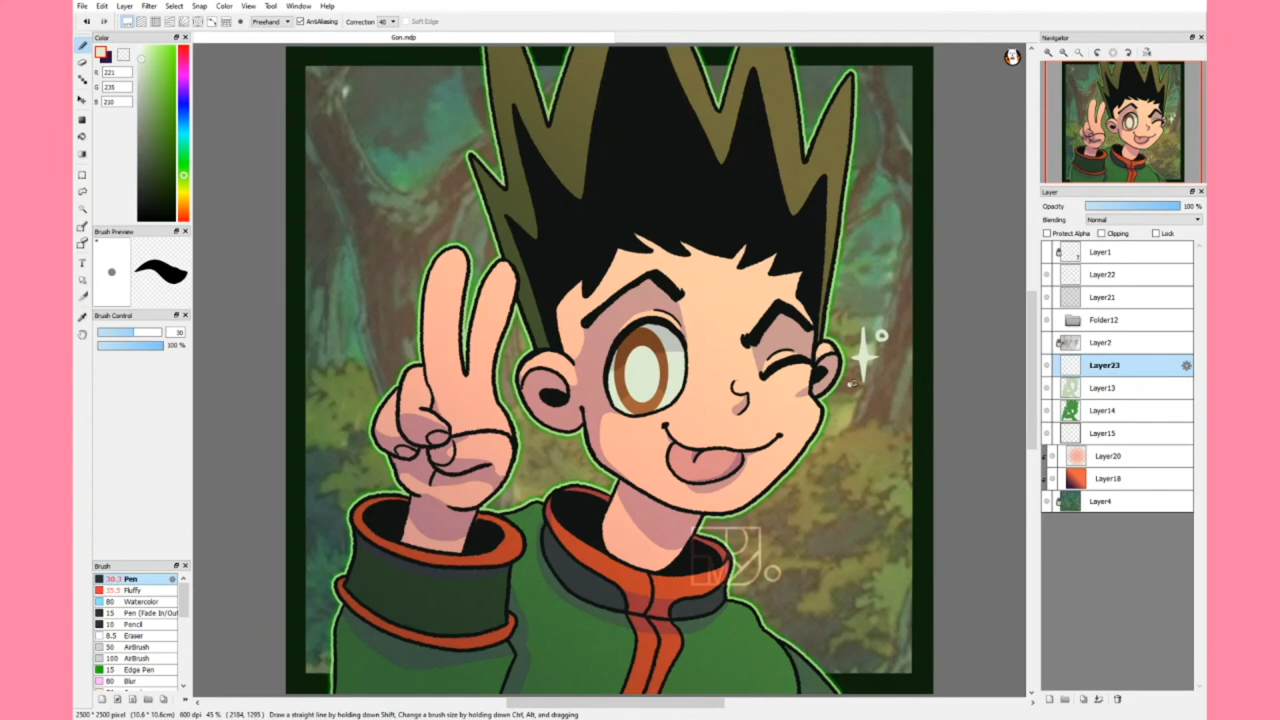 File Edit Layer Filter Select Snap Color View Tool Window Help
Freehand AntiAliasing Correction 40 Soft Edge
Color
Gon.mdp
Navigator
R 221
G 235
B 210
Layer
Opacity 100 %
Blending Normal
Protect Alpha Clipping Lock
Brush Preview
Layer1
Layer22
Layer21
Brush Control
Folder12
30
Layer2
100 %
Layer23
Layer13
Layer14
Layer15
Layer20
Layer18
Layer4
Brush
30.3 Pen
35.5 Fluffy
80 Watercolor
15 Pen (Fade In/Out
10 Pencil
8.5 Eraser
50 AirBrush
100 AirBrush
15 Edge Pen
80 Blur
2500 * 2500 pixel (10.6 * 10.6cm) 600 dpi 45 % ( 2184, 1295 ) Draw a straight line by holding down Shift, Change a brush size by holding down Ctrl, Alt, and dragging